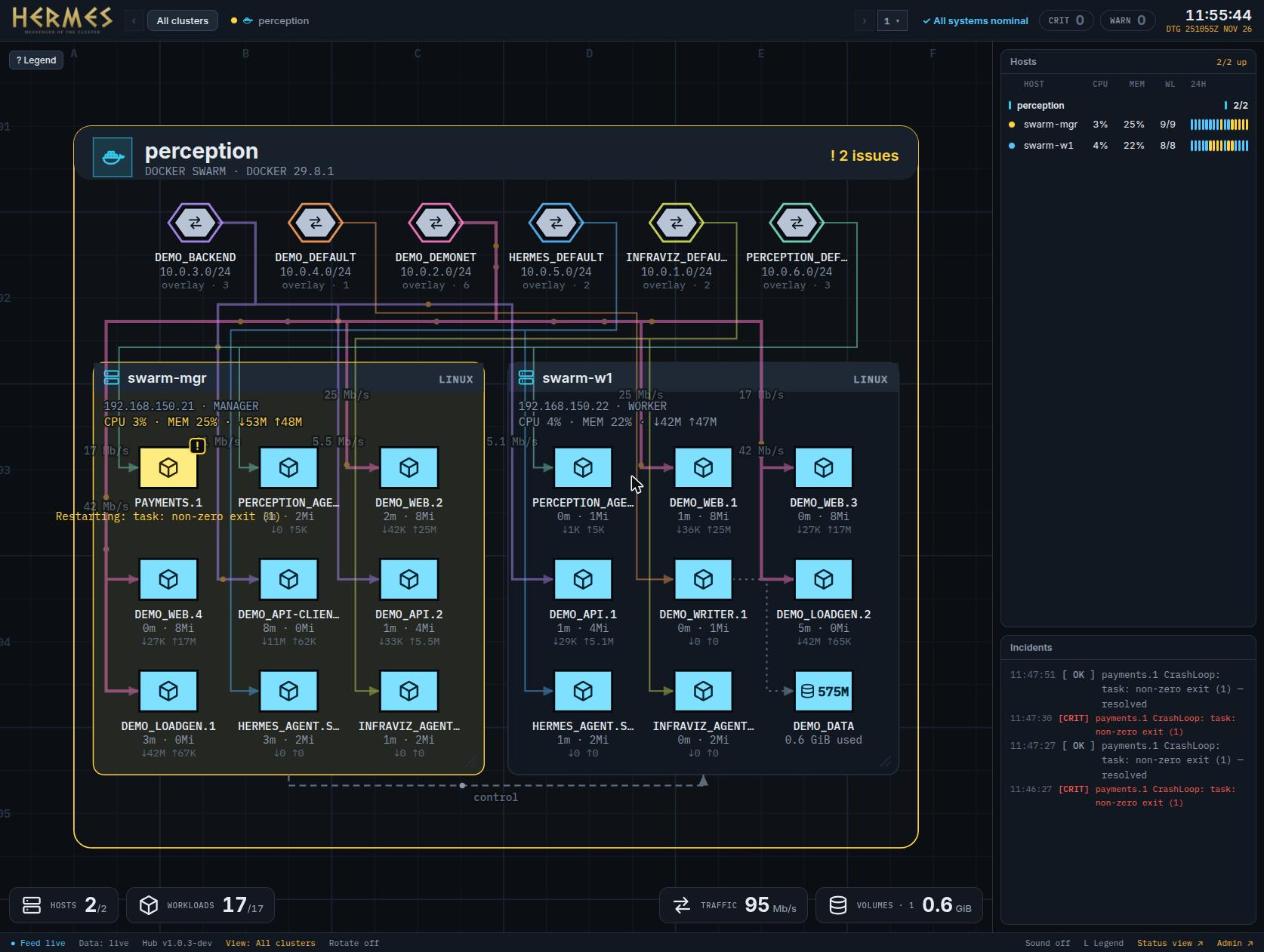 HERMES
All clusters
perception
1
✓ All systems nominal
CRIT 0
WARN 0
11:55:44
DTG 251055Z NOV 26
? Legend
A B C D E F
01
02
03
04
05
perception
DOCKER SWARM · DOCKER 29.8.1
! 2 issues
DEMO_BACKEND
10.0.3.0/24
overlay · 3
DEMO_DEFAULT
10.0.4.0/24
overlay · 1
DEMO_DEMONET
10.0.2.0/24
overlay · 6
HERMES_DEFAULT
10.0.5.0/24
overlay · 2
INFRAVIZ_DEFAU…
10.0.1.0/24
overlay · 2
PERCEPTION_DEF…
10.0.6.0/24
overlay · 3
swarm-mgr
LINUX
192.168.150.21 · MANAGER
CPU 3% · MEM 25% · ↓53M ↑48M
25 Mb/s
17 Mb/s
Mb/s
5.5 Mb/s
42 Mb/s
!
PAYMENTS.1
Restarting: task: non-zero exit (1)
PERCEPTION_AGE…
· 2Mi
↓0 ↑5K
DEMO_WEB.2
2m · 8Mi
↓42K ↑25M
DEMO_WEB.4
0m · 8Mi
↓27K ↑17M
DEMO_API-CLIEN…
8m · 0Mi
↓11M ↑62K
DEMO_API.2
1m · 4Mi
↓33K ↑5.5M
DEMO_LOADGEN.1
3m · 0Mi
↓42M ↑67K
HERMES_AGENT.S…
3m · 2Mi
↓0 ↑0
INFRAVIZ_AGENT…
1m · 2Mi
↓0 ↑0
swarm-w1
LINUX
192.168.150.22 · WORKER
CPU 4% · MEM 22% · ↓42M ↑47M
25 Mb/s
17 Mb/s
5.1 Mb/s
42 Mb/s
PERCEPTION_AGE…
0m · 1Mi
↓1K ↑5K
DEMO_WEB.1
1m · 8Mi
↓36K ↑25M
DEMO_WEB.3
0m · 8Mi
↓27K ↑17M
DEMO_API.1
1m · 4Mi
↓29K ↑5.1M
DEMO_WRITER.1
0m · 1Mi
↓0 ↑0
DEMO_LOADGEN.2
5m · 0Mi
↓42M ↑65K
HERMES_AGENT.S…
1m · 2Mi
↓0 ↑0
INFRAVIZ_AGENT…
0m · 2Mi
↓0 ↑0
575M
DEMO_DATA
0.6 GiB used
control
HOSTS 2/2
WORKLOADS 17/17
TRAFFIC 95 Mb/s
VOLUMES · 1 0.6 GiB
Hosts 2/2 up
HOST CPU MEM WL 24H
perception 2/2
swarm-mgr 3% 25% 9/9
swarm-w1 4% 22% 8/8
Incidents
11:47:51 [ OK ] payments.1 CrashLoop:
task: non-zero exit (1) —
resolved
11:47:30 [CRIT] payments.1 CrashLoop: task:
non-zero exit (1)
11:47:27 [ OK ] payments.1 CrashLoop:
task: non-zero exit (1) —
resolved
11:46:27 [CRIT] payments.1 CrashLoop: task:
non-zero exit (1)
Feed live Data: live Hub v1.0.3-dev View: All clusters Rotate off
Sound off L Legend Status view ↗ Admin ↗